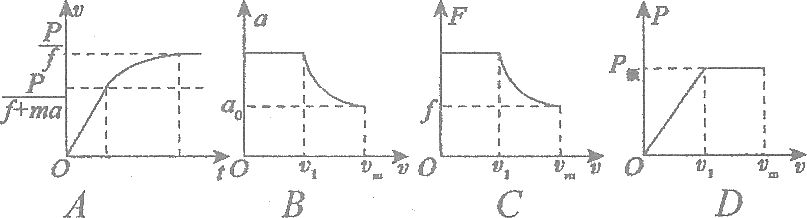 v
P/f
P/f+ma
O
t
A
a
a₀
O
v₁
vₘ
v
B
F
f
O
v₁
vₘ
v
C
P
P额
O
v₁
vₘ
v
D